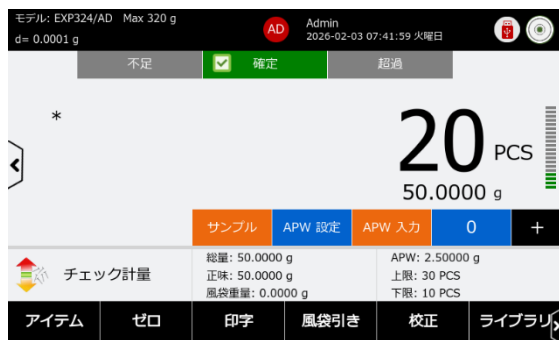 モデル: EXP324/AD Max 320 g
d= 0.0001 g
AD
Admin
2026-02-03 07:41:59 火曜日
不足
確定
超過
*
20 PCS
50.0000 g
サンプル
APW 設定
APW 入力
0
+
チェック計量
総量: 50.0000 g
正味: 50.0000 g
風袋重量: 0.0000 g
APW: 2.50000 g
上限: 30 PCS
下限: 10 PCS
アイテム
ゼロ
印字
風袋引き
校正
ライブラリ